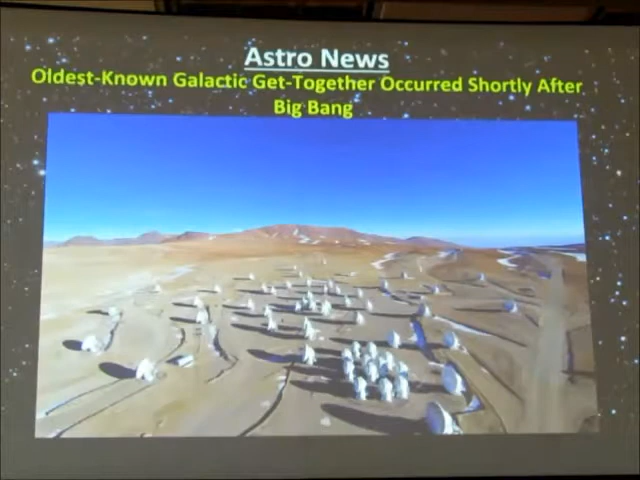 Astro News
Oldest-Known Galactic Get-Together Occurred Shortly After
Big Bang